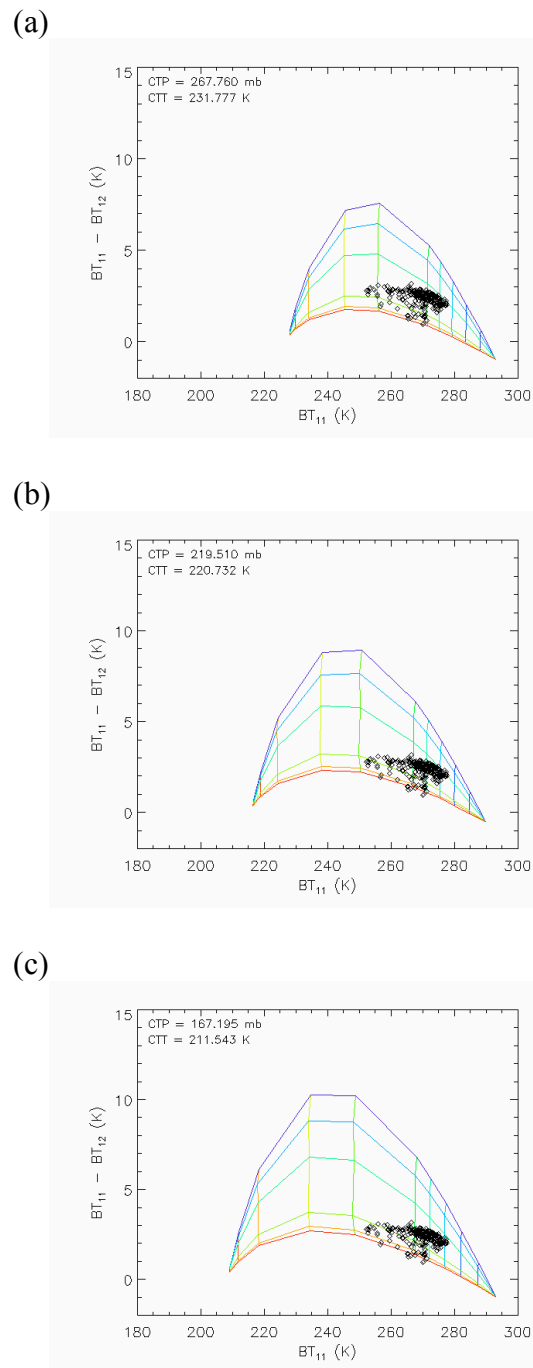 (a)
CTP = 267.760 mb
CTT = 231.777 K
BT₁₁ − BT₁₂ (K)
15
10
5
0
180 200 220 240 260 280 300
BT₁₁ (K)
(b)
CTP = 219.510 mb
CTT = 220.732 K
BT₁₁ − BT₁₂ (K)
15
10
5
0
180 200 220 240 260 280 300
BT₁₁ (K)
(c)
CTP = 167.195 mb
CTT = 211.543 K
BT₁₁ − BT₁₂ (K)
15
10
5
0
180 200 220 240 260 280 300
BT₁₁ (K)